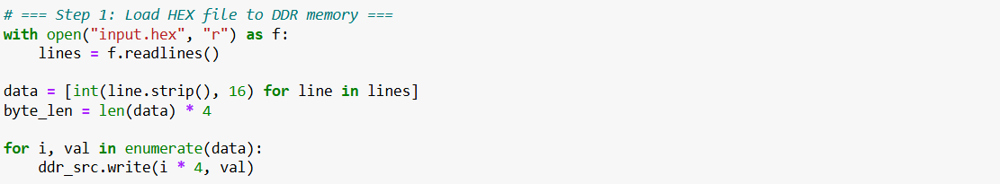 # === Step 1: Load HEX file to DDR memory ===
with open("input.hex", "r") as f:
    lines = f.readlines()

data = [int(line.strip(), 16) for line in lines]
byte_len = len(data) * 4

for i, val in enumerate(data):
    ddr_src.write(i * 4, val)